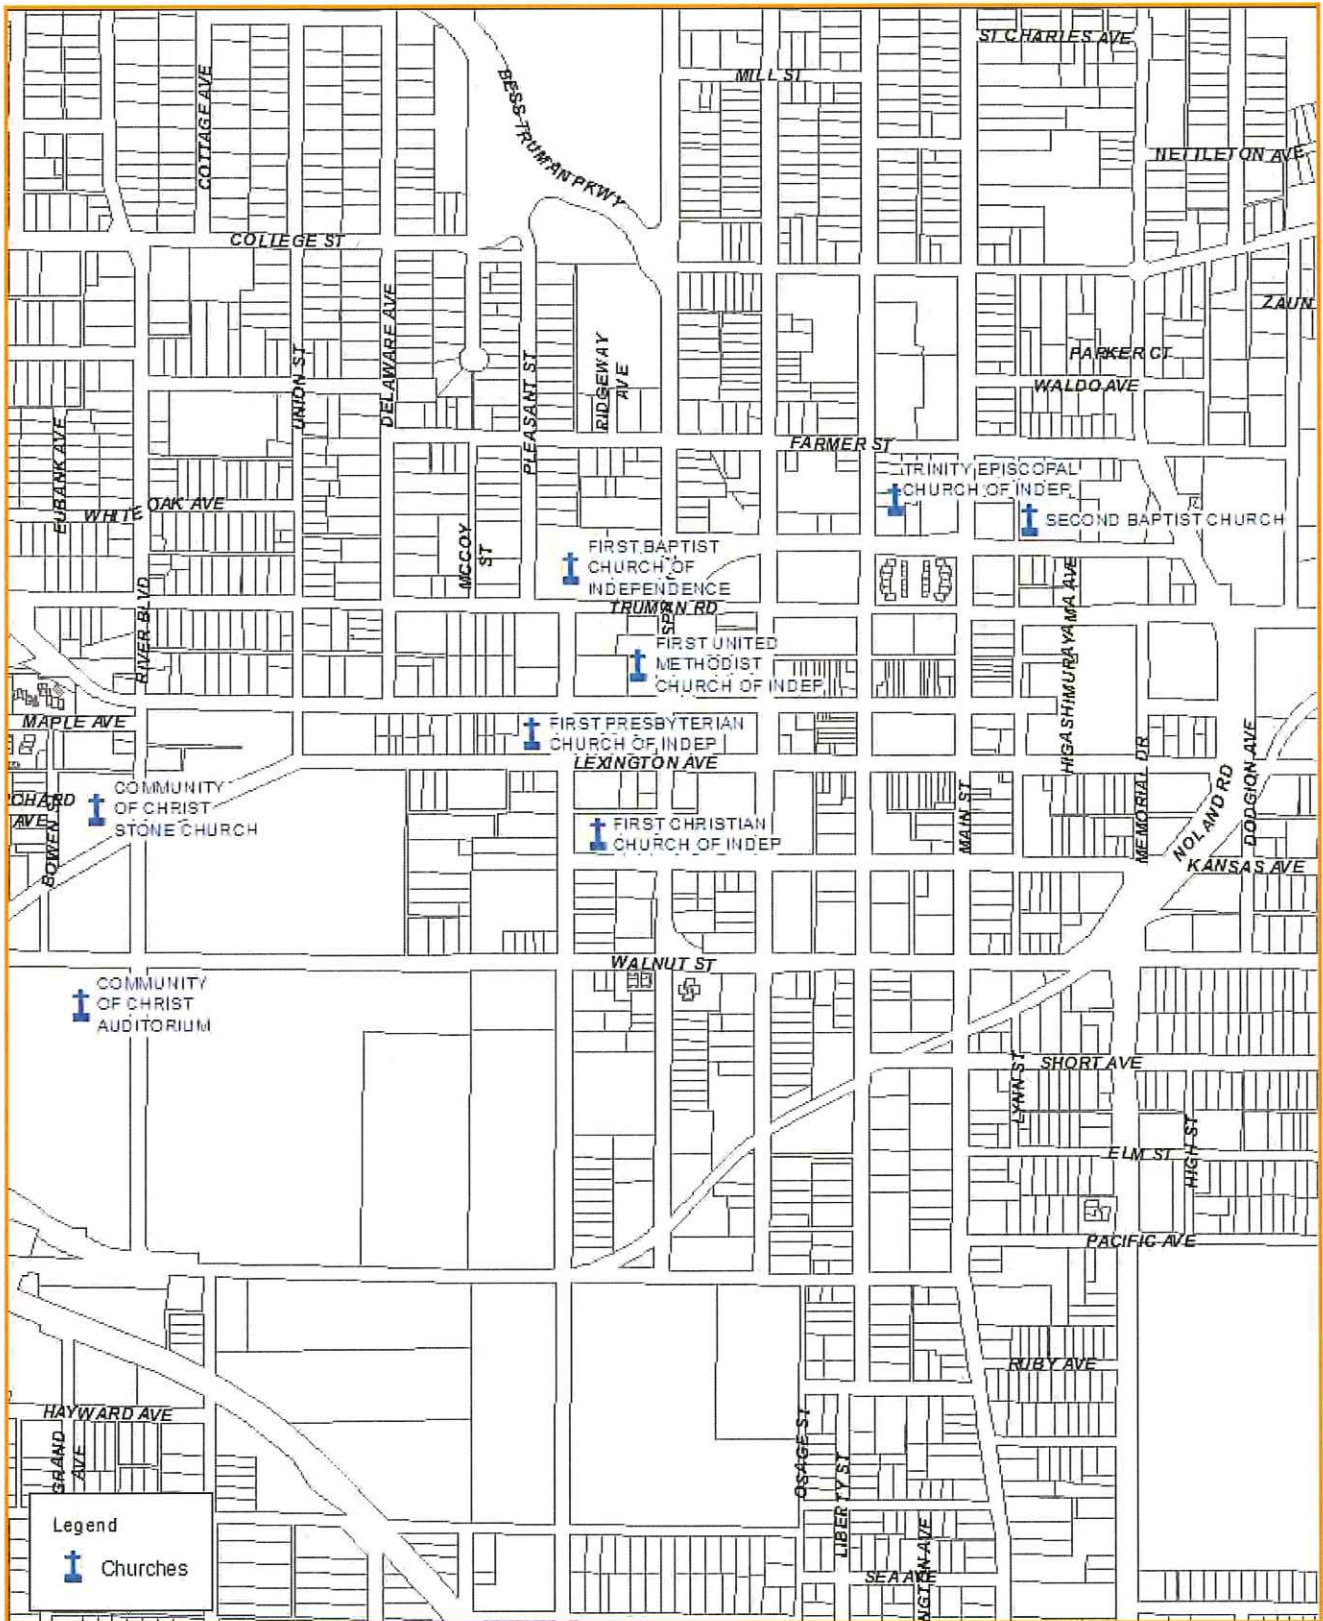 ST CHARLES AVE
MILL ST
COTTAGE AVE
BESS TRUMAN PKWY
NETTLETON AVE
COLLEGE ST
DELAWARE AVE
ZAUN
UNION ST
PLEASANT ST
RIDGEWAY
AVE
PARKER CT
WALDO AVE
EUBANK AVE
FARMER ST
TRINITY EPISCOPAL
CHURCH OF INDEP
WHITE OAK AVE
SECOND BAPTIST CHURCH
MCCOY
ST
FIRST BAPTIST
CHURCH OF
INDEPENDENCE
TRUMAN RD
RIVER BLVD
HIGASHIMURAYAMA AVE
FIRST UNITED
METHODIST
CHURCH OF INDEP
MAPLE AVE
FIRST PRESBYTERIAN
CHURCH OF INDEP
LEXINGTON AVE
MEMORIAL DR
DODGION AVE
NOLAND RD
COMMUNITY
OF CHRIST
STONE CHURCH
RCHARD
AVE
BOWEN ST
FIRST CHRISTIAN
CHURCH OF INDEP
MAIN ST
KANSAS AVE
WALNUT ST
COMMUNITY
OF CHRIST
AUDITORIUM
SHORT AVE
LYNN ST
ELM ST
HIGH ST
PACIFIC AVE
RUBY AVE
HAYWARD AVE
GRAND
AVE
OSAGE ST
LIBERTY ST
SEA AVE
NGTON AVE
Legend
Churches